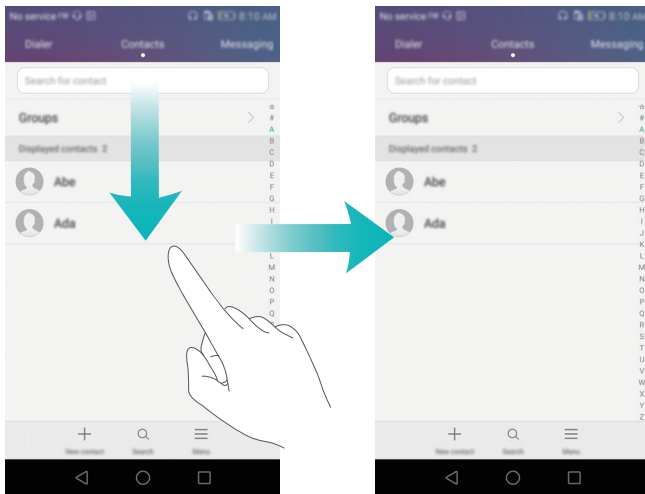 No service
8:10 AM
Dialer Contacts Messaging
Search for contact
Groups
Displayed contacts 2
Abe
Ada
☆
#
A
B
C
D
E
F
G
H
I
L
M
N
O
P
Q
New contact Search Menu
No service
8:10 AM
Dialer Contacts Messaging
Search for contact
Groups
Displayed contacts 2
Abe
Ada
☆
#
A
B
C
D
E
F
G
H
I
J
K
L
M
N
O
P
Q
R
S
T
U
V
W
X
Y
Z
New contact Search Menu